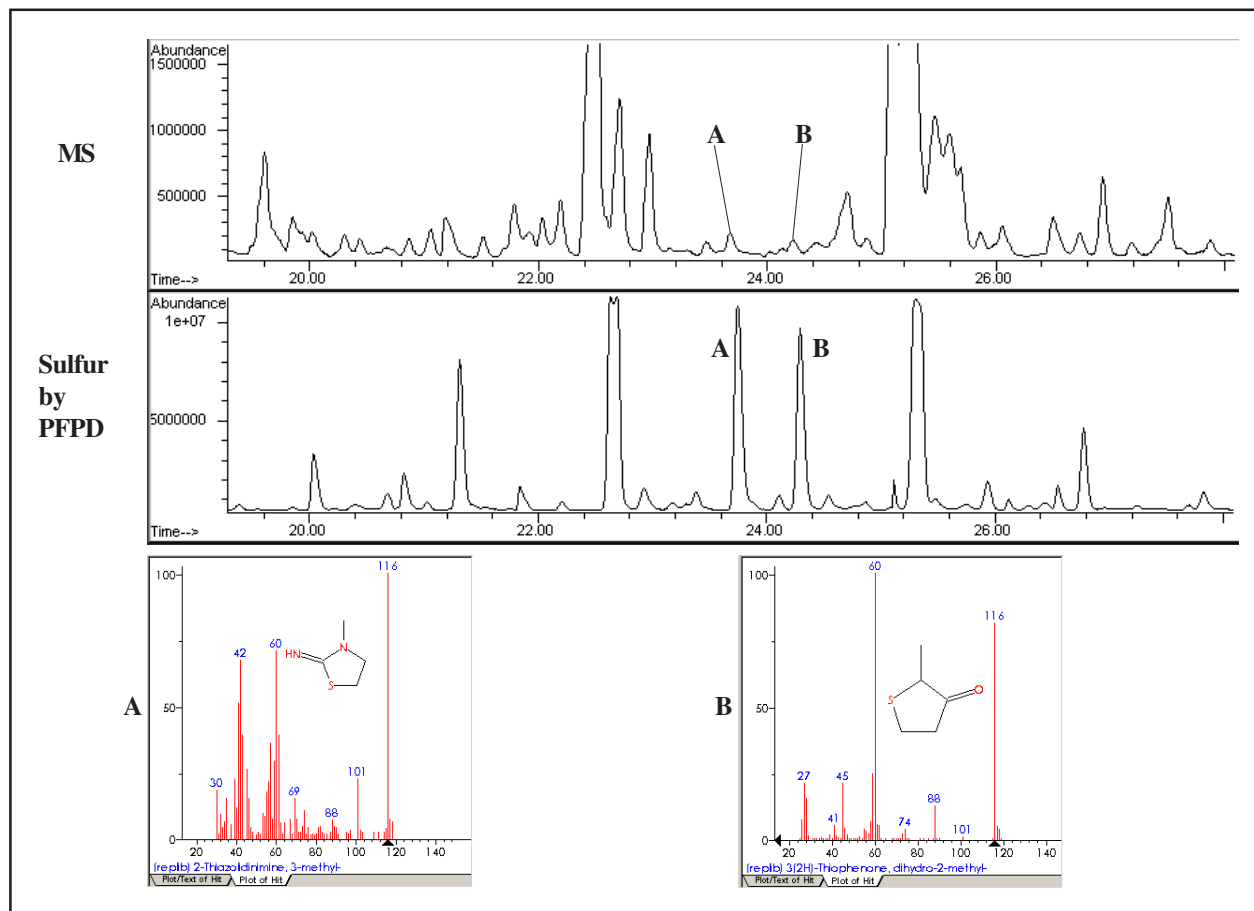 MS
Abundance
1500000
1000000
500000
A
B
Time-->
20.00
22.00
24.00
26.00
Sulfur
by
PFPD
Abundance
1e+07
5000000
A
B
Time-->
20.00
22.00
24.00
26.00
A
100
50
0
116
42
60
30
69
88
101
HN
N
S
20 40 60 80 100 120 140
(replib) 2-Thiazolidinimine, 3-methyl-
Plot/Text of Hit
Plot of Hit
B
100
50
0
60
116
27
45
41
74
88
101
S
O
20 40 60 80 100 120 140
(replib) 3(2H)-Thiophenone, dihydro-2-methyl-
Plot/Text of Hit
Plot of Hit